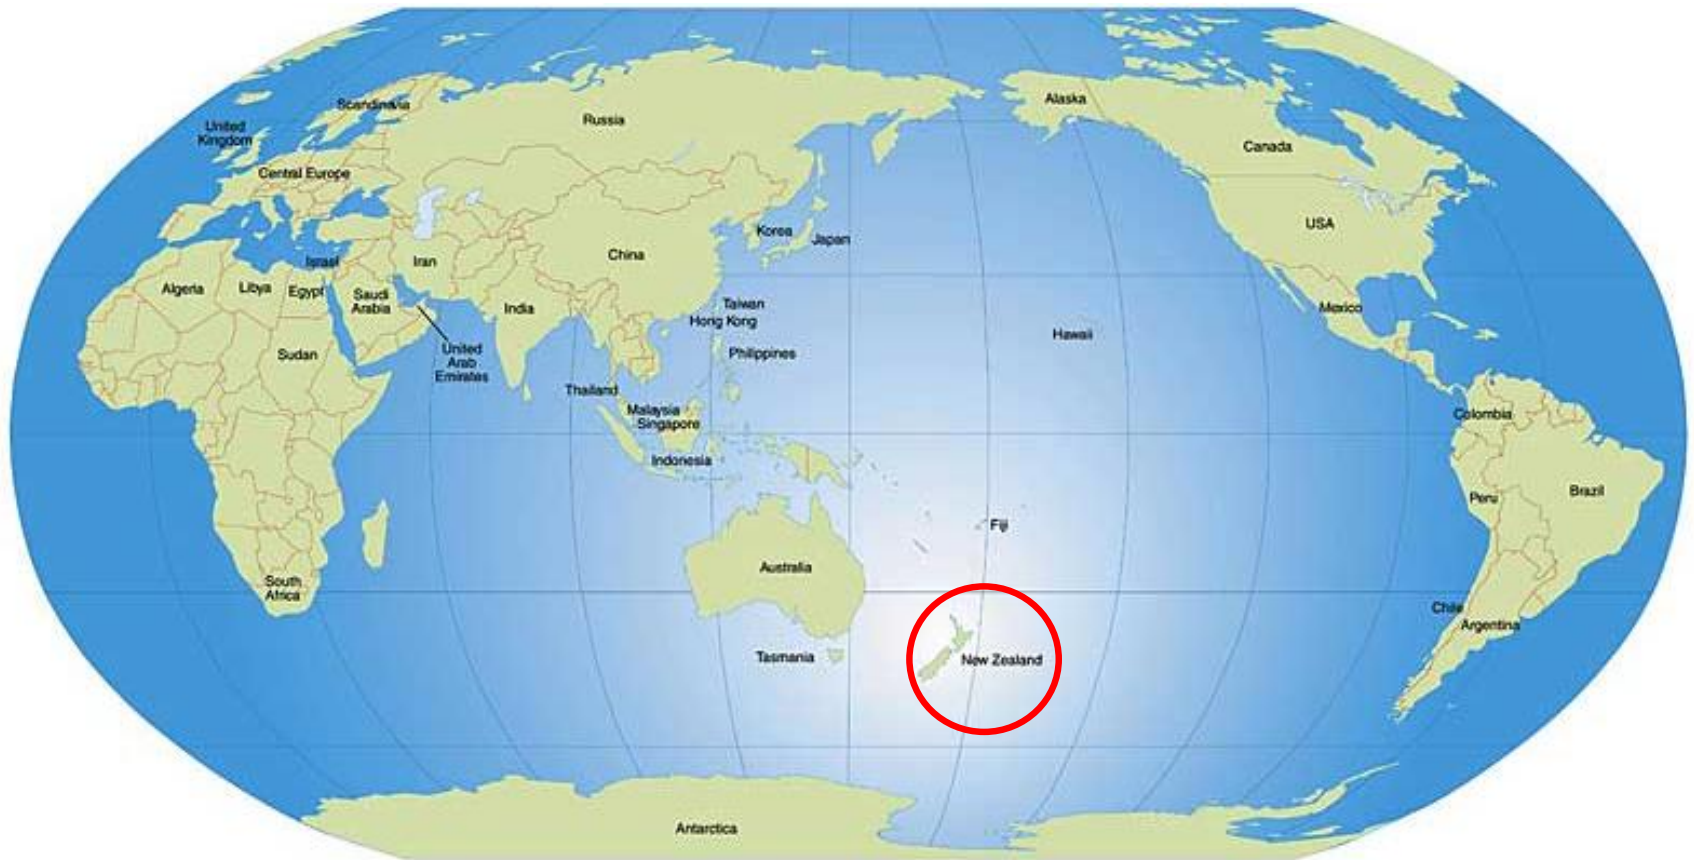 Scandinavia
Alaska
Russia
United
Kingdom
Canada
Central Europe
USA
Korea
Japan
China
Israel
Iran
Algeria
Libya
Egypt
Saudi
Arabia
India
Taiwan
Hong Kong
Mexico
Hawaii
Sudan
United
Arab
Emirates
Philippines
Thailand
Malaysia
Singapore
Colombia
Indonesia
Peru
Brazil
Fiji
Australia
South
Africa
Chile
Argentina
Tasmania
New Zealand
Antarctica